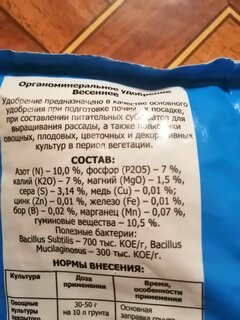 Органоминеральное Удобрение
Весеннее
Удобрение предназначено в качестве основного
удобрения при подготовке почвы к посадке,
при составлении питательных субстратов для
выращивания рассады, а также подкормки
овощных, плодовых, цветочных и декоративных
культур в период вегетации.
СОСТАВ:
Азот (N) – 10,0 %, фосфор (P2O5) – 7 %,
калий (K2O) – 7 %, магний (MgO) – 1,5 %,
сера (S) – 3,14 %, медь (Cu) – 0,01 %;
цинк (Zn) – 0,01 %, железо (Fe) – 0,01 %,
бор (B) – 0,02 %, марганец (Mn) – 0,07 %,
гуминовые вещества – 10,5 %.
Полезные бактерии:
Bacillus Subtilis – 700 тыс. КОЕ/г, Bacillus
Mucilaginosus – 300 тыс. КОЕ/г.
НОРМЫ ВНЕСЕНИЯ:
Культура Доза применения Время, особенности применения
Овощные 30-50 г Основная
культуры на 10 л грунта заправка